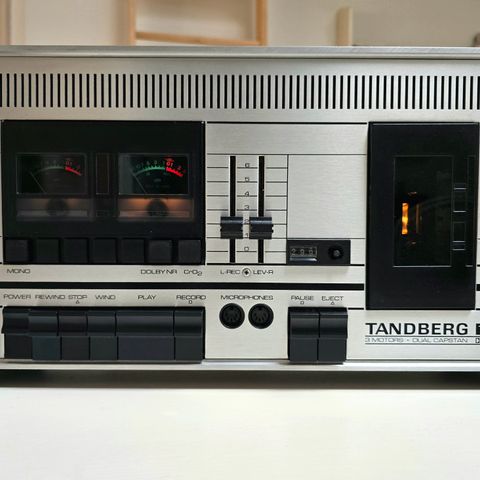 6
5
4
3
2
1
0
MONO DOLBY NR CrO2
L-REC LEV-R
POWER REWIND STOP WIND PLAY RECORD MICROPHONES PAUSE EJECT
TANDBERG
3 MOTORS • DUAL CAPSTAN